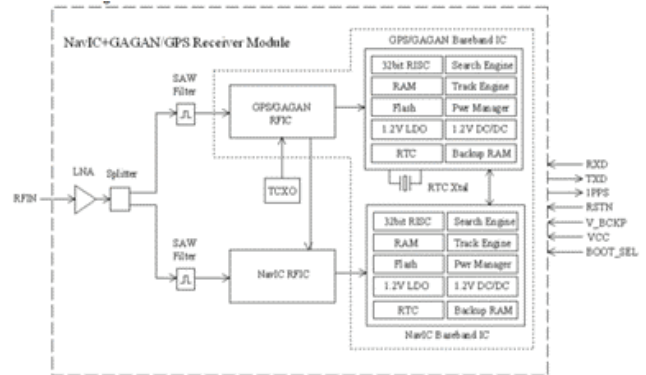 NavIC+GAGAN/GPS Receiver Module
GPS/GAGAN Baseband IC
32bit RISC Search Engine
RAM Track Engine
Flash Pwr Manager
1.2V LDO 1.2V DC/DC
RTC Backup RAM
SAW
Filter
GPS/GAGAN
RFIC
RTC Xtal
LNA
Splitter
TCXO
RFIN
RXD
TXD
1PPS
RSTN
V_BCKP
VCC
BOOT_SEL
SAW
Filter
NavIC RFIC
32bit RISC Search Engine
RAM Track Engine
Flash Pwr Manager
1.2V LDO 1.2V DC/DC
RTC Backup RAM
NavIC Baseband IC